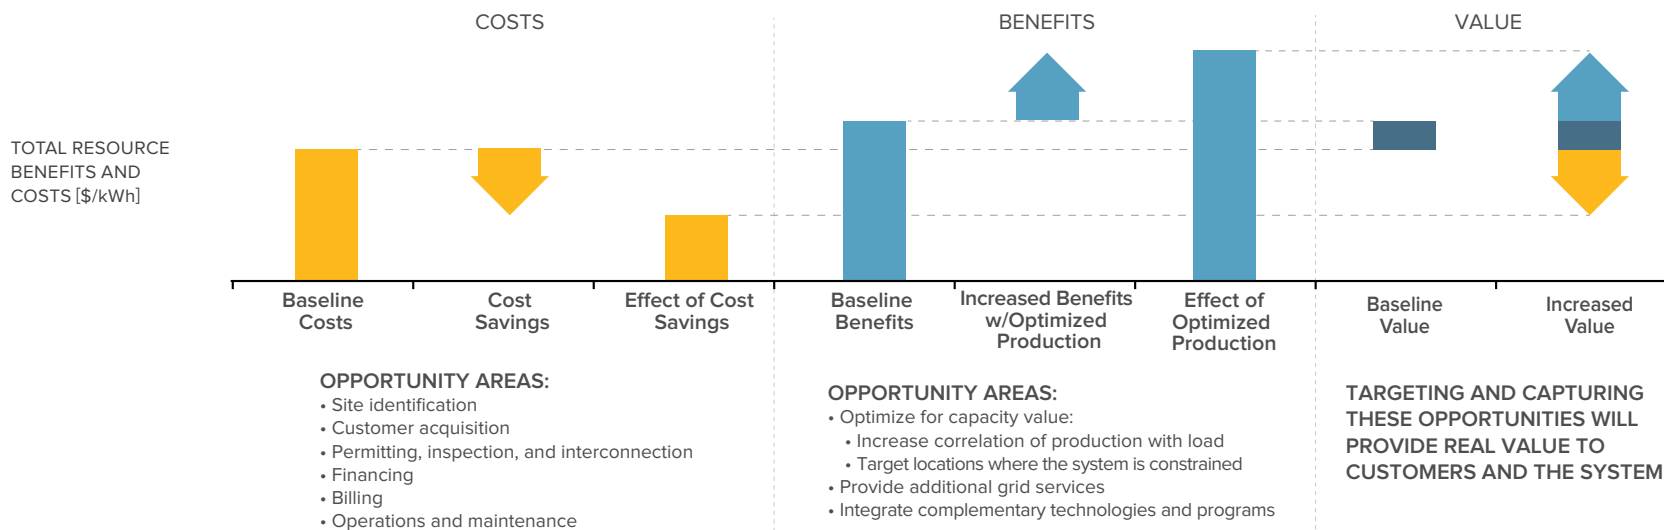 COSTS
BENEFITS
VALUE
TOTAL RESOURCE
BENEFITS AND
COSTS [$/kWh]
Baseline
Costs
Cost
Savings
Effect of Cost
Savings
Baseline
Benefits
Increased Benefits
w/Optimized
Production
Effect of
Optimized
Production
Baseline
Value
Increased
Value
OPPORTUNITY AREAS:
• Site identification
• Customer acquisition
• Permitting, inspection, and interconnection
• Financing
• Billing
• Operations and maintenance
OPPORTUNITY AREAS:
• Optimize for capacity value:
• Increase correlation of production with load
• Target locations where the system is constrained
• Provide additional grid services
• Integrate complementary technologies and programs
TARGETING AND CAPTURING
THESE OPPORTUNITIES WILL
PROVIDE REAL VALUE TO
CUSTOMERS AND THE SYSTEM